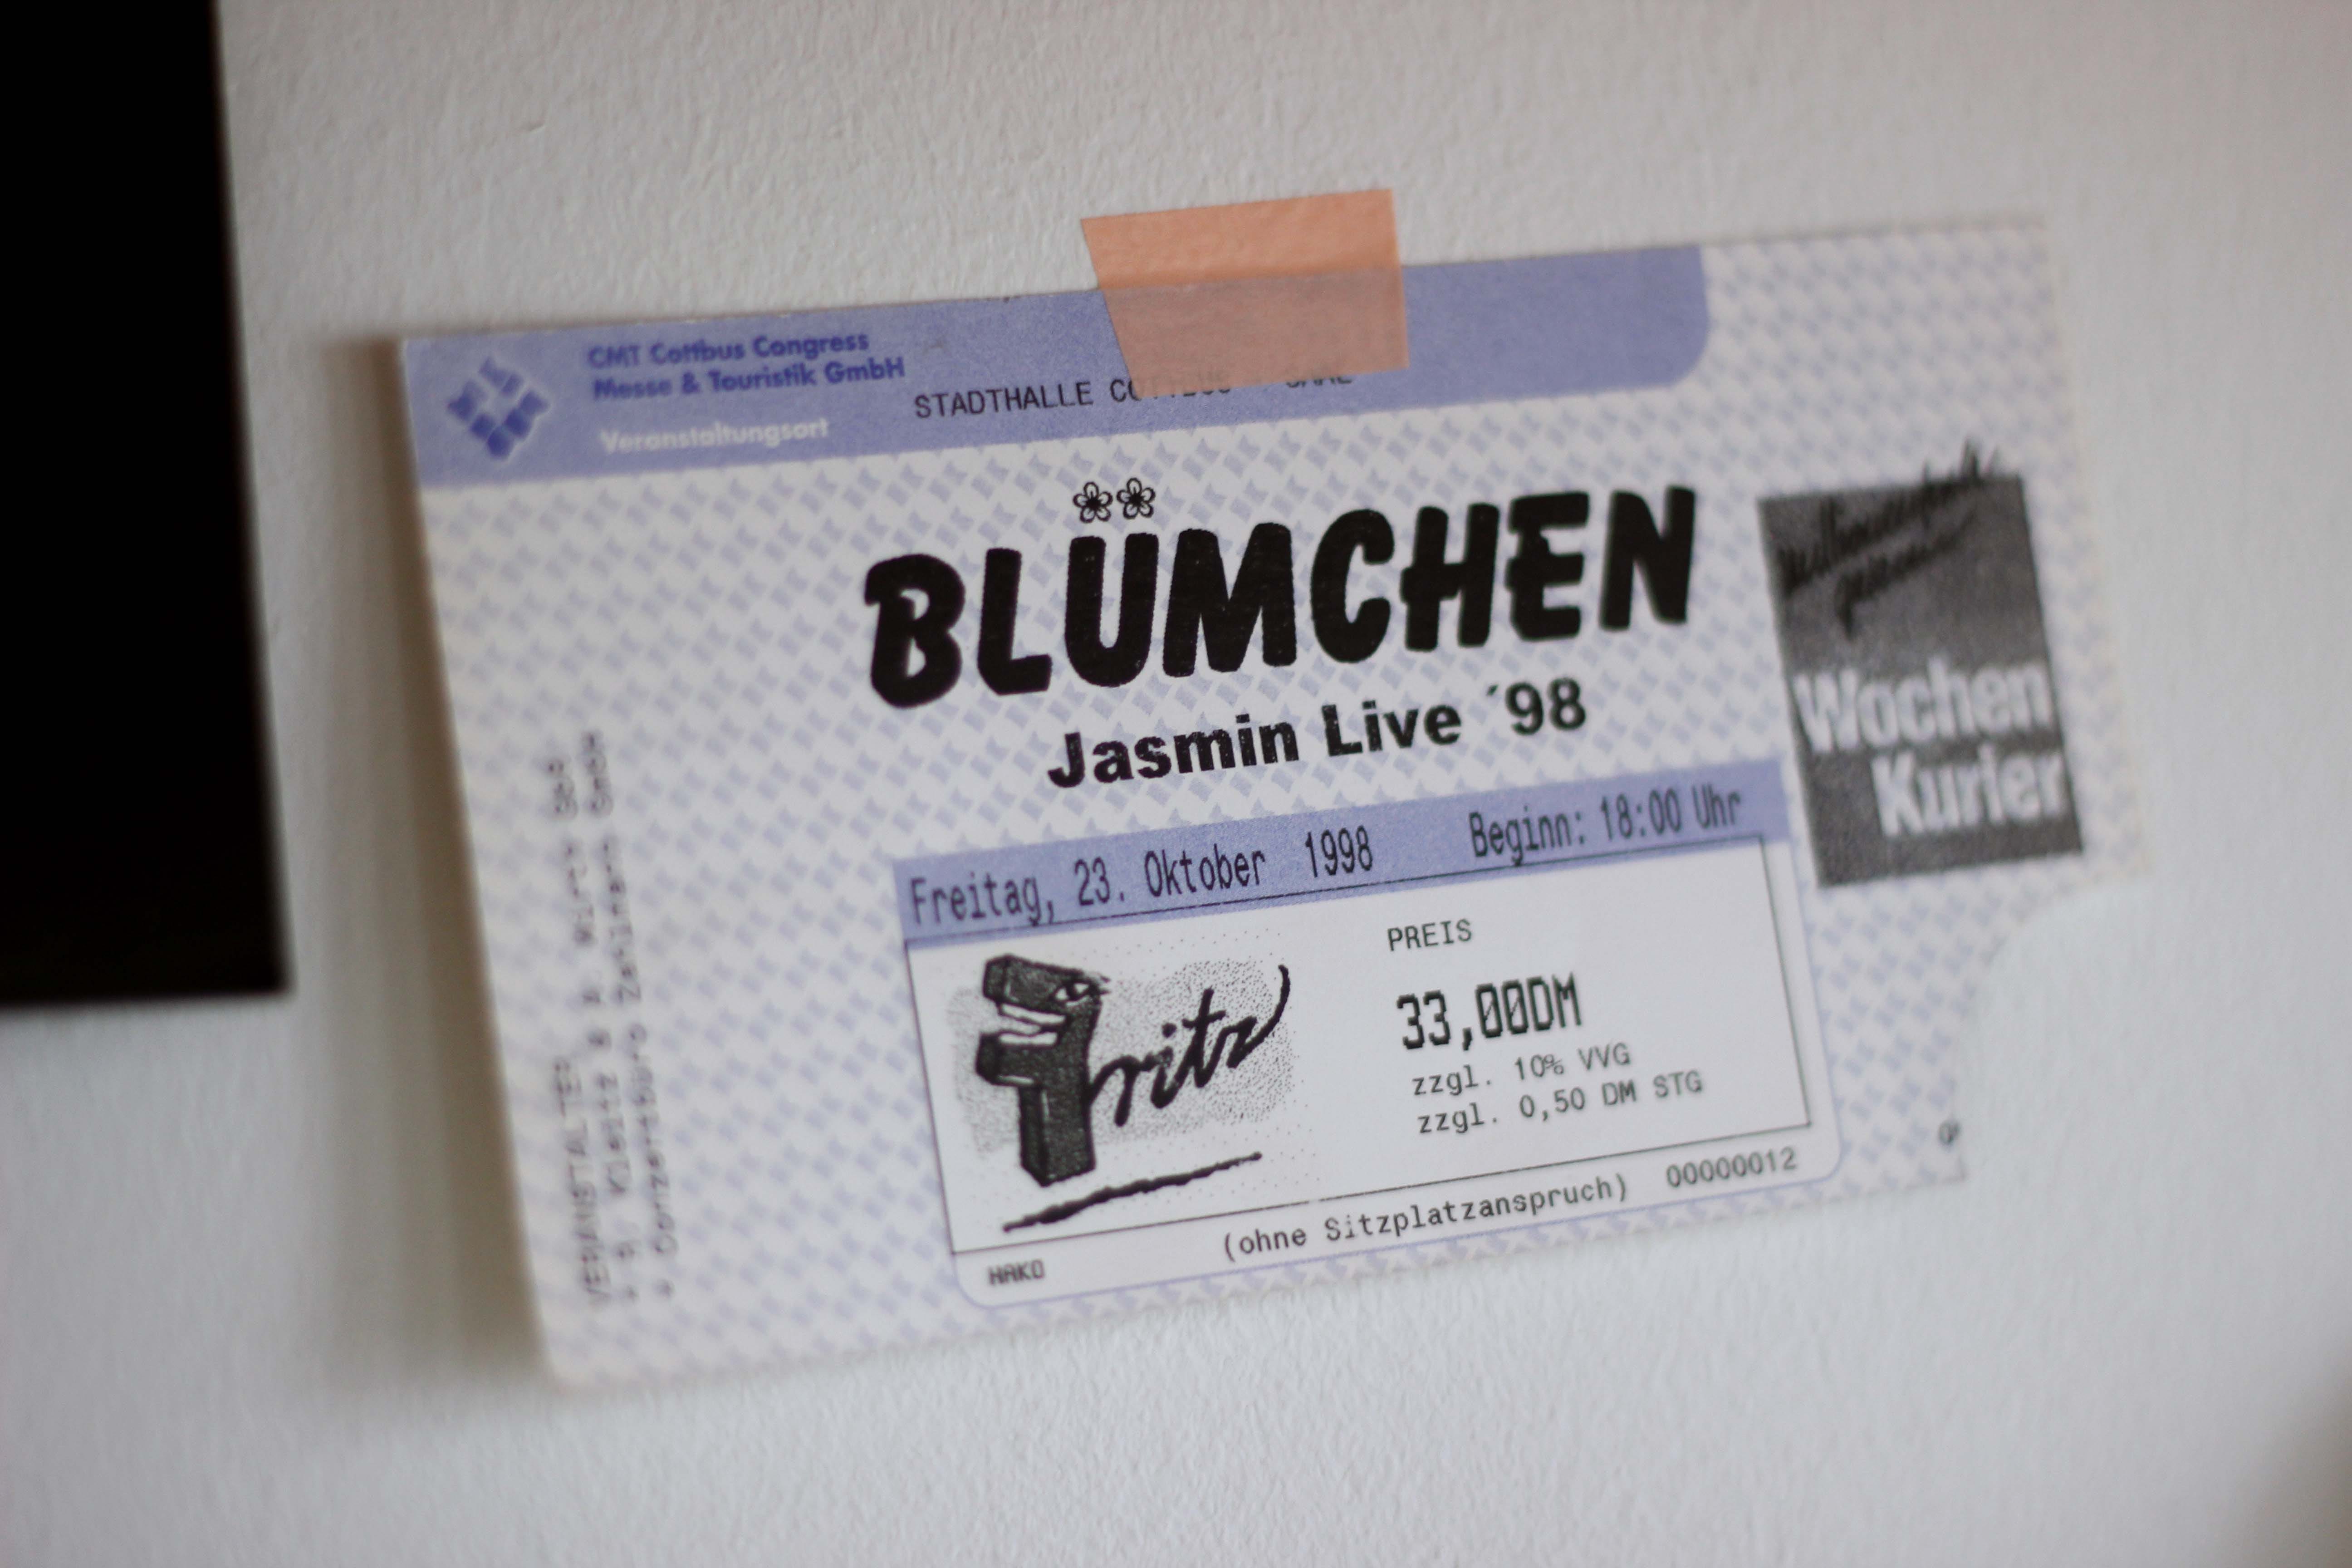 CMT Cottbus Congress
Messe & Touristik GmbH
Veranstaltungsort
STADTHALLE COTTBUS
BLÜMCHEN
Jasmin Live ´98
Wochen
Kurier
Freitag, 23. Oktober 1998 Beginn: 18:00 Uhr
Fritz
PREIS
33,00DM
zzgl. 10% VVG
zzgl. 0,50 DM STG
(ohne Sitzplatzanspruch) 00000012
HAKO
VERANSTALTER